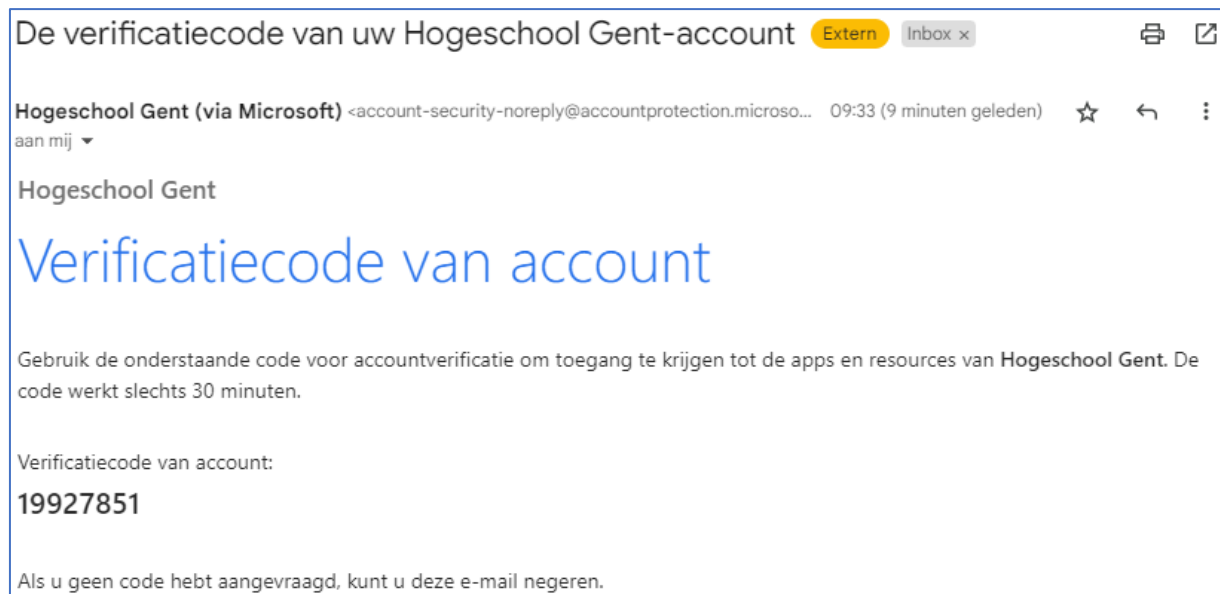 De verificatiecode van uw Hogeschool Gent-account Extern Inbox ×
Hogeschool Gent (via Microsoft) <account-security-noreply@accountprotection.microso... 09:33 (9 minuten geleden)
aan mij
Hogeschool Gent
Verificatiecode van account
Gebruik de onderstaande code voor accountverificatie om toegang te krijgen tot de apps en resources van Hogeschool Gent. De
code werkt slechts 30 minuten.
Verificatiecode van account:
19927851
Als u geen code hebt aangevraagd, kunt u deze e-mail negeren.